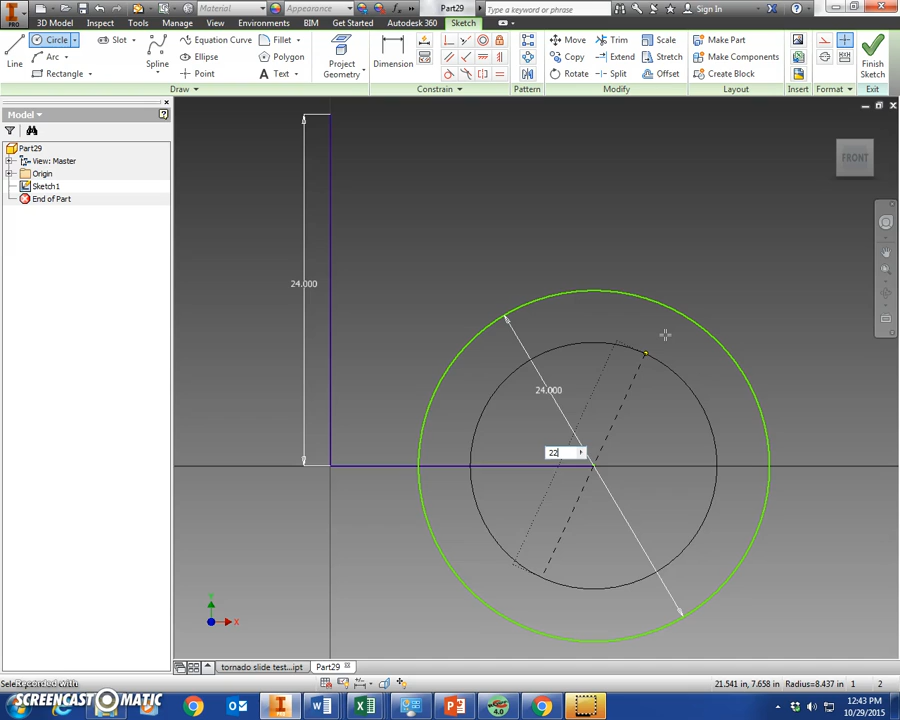 Material
Appearance
Part29
Type a keyword or phrase
Sign In
PRO
3D Model
Inspect
Tools
Manage
View
Environments
BIM
Get Started
Autodesk 360
Sketch
Line
Circle
Arc
Rectangle
Slot
Spline
Equation Curve
Ellipse
Point
Fillet
Polygon
Text
Project
Geometry
Dimension
Move
Copy
Rotate
Trim
Extend
Split
Scale
Stretch
Offset
Make Part
Make Components
Create Block
Finish
Sketch
Draw
Constrain
Pattern
Modify
Layout
Insert
Format
Exit
Model
Part29
View: Master
Origin
Sketch1
End of Part
FRONT
24.000
24.000
22
Y
X
tornado slide test...ipt
Part29
Recorded with
SCREENCAST MATIC
21.541 in, 7.658 in Radius=8.437 in
1
2
4.0
12:43 PM
10/29/2015